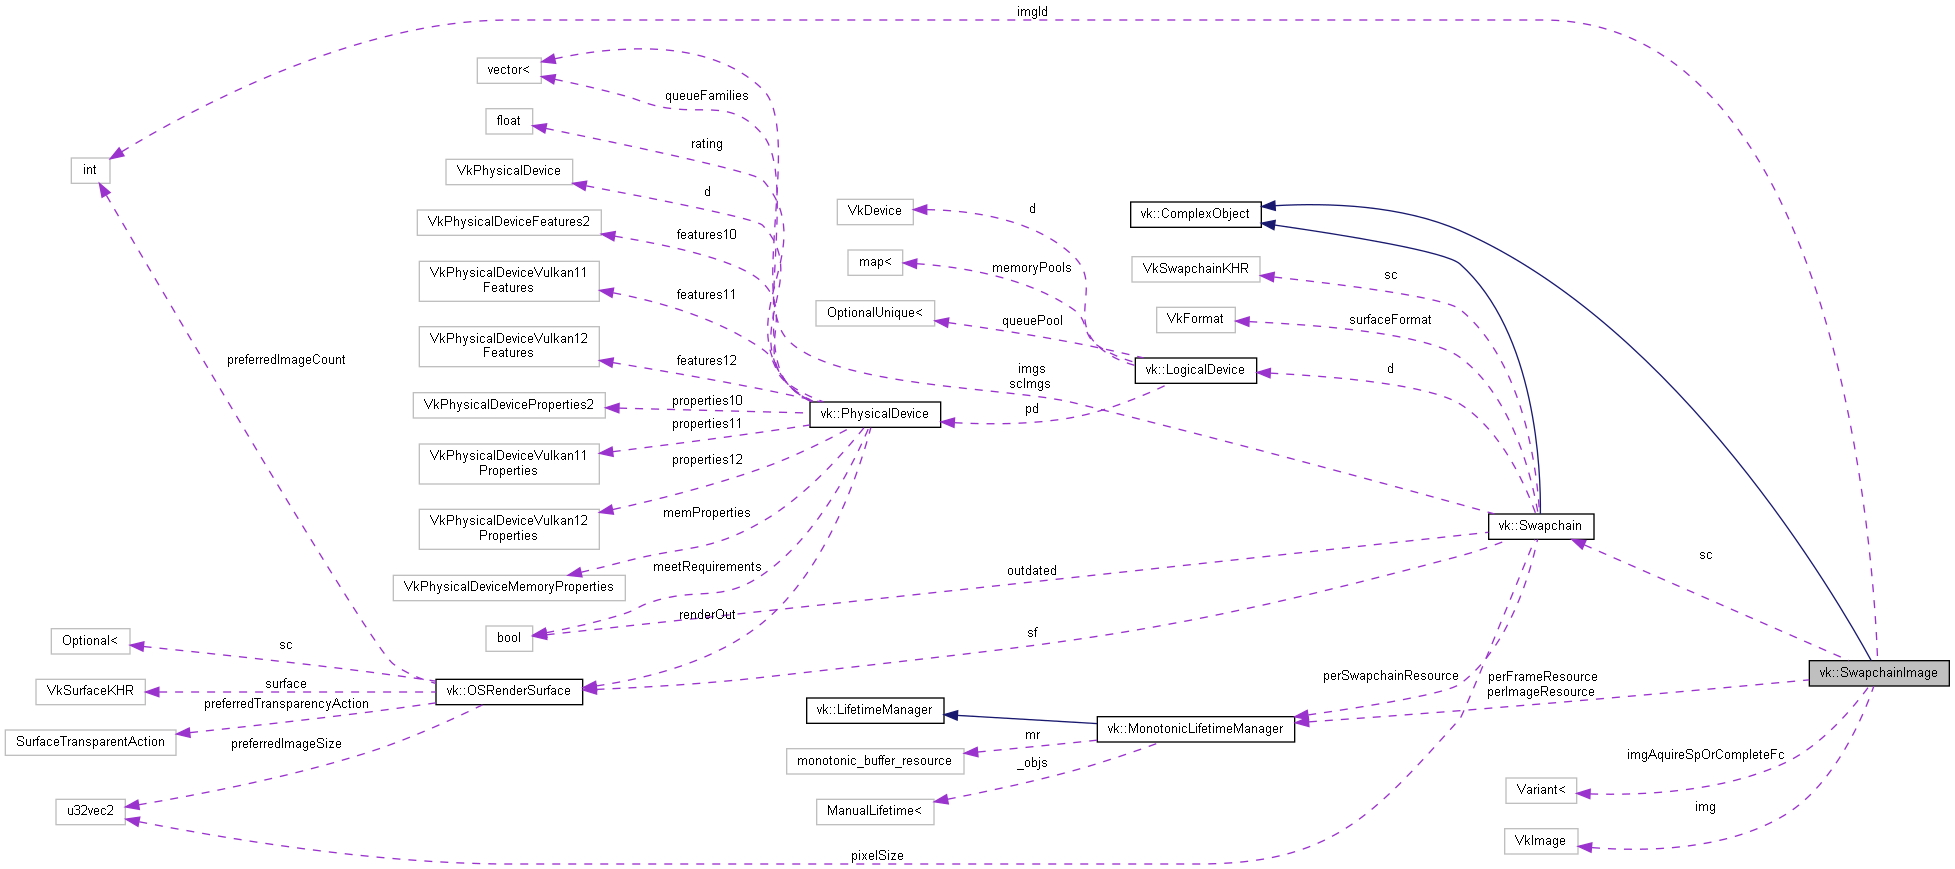 imgId
vector<
queueFamilies
float
rating
int
VkPhysicalDevice
d
VkPhysicalDeviceFeatures2
features10
VkPhysicalDeviceVulkan11
Features
features11
VkPhysicalDeviceVulkan12
Features
features12
VkPhysicalDeviceProperties2
properties10
VkPhysicalDeviceVulkan11
Properties
properties11
VkPhysicalDeviceVulkan12
Properties
properties12
VkPhysicalDeviceMemoryProperties
memProperties
bool
meetRequirements
renderOut
preferredImageCount
Optional<
sc
VkSurfaceKHR
surface
SurfaceTransparentAction
preferredTransparencyAction
u32vec2
preferredImageSize
vk::OSRenderSurface
vk::PhysicalDevice
VkDevice
d
map<
memoryPools
OptionalUnique<
queuePool
vk::LogicalDevice
imgs
scImgs
pd
vk::ComplexObject
VkSwapchainKHR
sc
VkFormat
surfaceFormat
d
vk::Swapchain
outdated
sf
sc
vk::SwapchainImage
perSwapchainResource
perFrameResource
perImageResource
vk::LifetimeManager
vk::MonotonicLifetimeManager
monotonic_buffer_resource
mr
_objs
ManualLifetime<
imgAquireSpOrCompleteFc
Variant<
img
VkImage
pixelSize